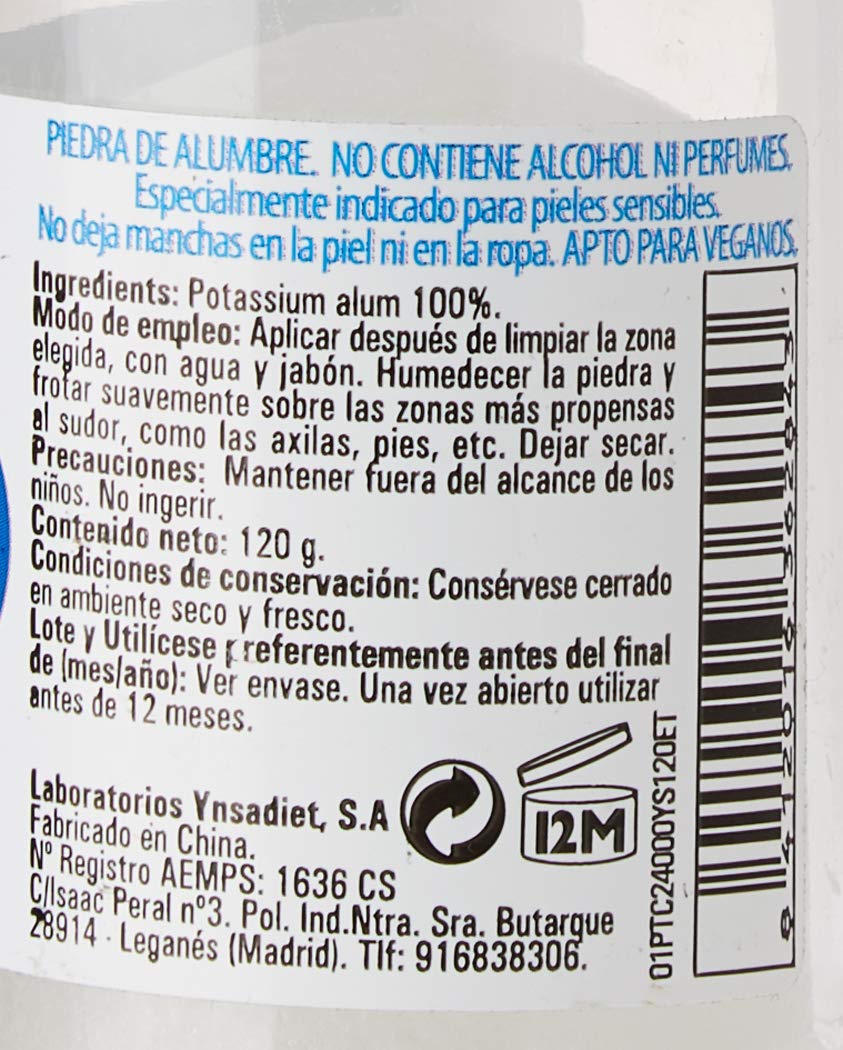 PIEDRA DE ALUMBRE. NO CONTIENE ALCOHOL NI PERFUMES.
Especialmente indicado para pieles sensibles.
No deja manchas en la piel ni en la ropa. APTO PARA VEGANOS.
Ingredients: Potassium alum 100%.
Modo de empleo: Aplicar después de limpiar la zona
elegida, con agua y jabón. Humedecer la piedra y
frotar suavemente sobre las zonas más propensas
al sudor, como las axilas, pies, etc. Dejar secar.
Precauciones: Mantener fuera del alcance de los
niños. No ingerir.
Contenido neto: 120 g.
Condiciones de conservación: Consérvese cerrado
en ambiente seco y fresco.
Lote y Utilícese preferentemente antes del final
de (mes/año): Ver envase. Una vez abierto utilizar
antes de 12 meses.
Laboratorios Ynsadiet, S.A
Fabricado en China.
Nº Registro AEMPS: 1636 CS
C/Isaac Peral nº3. Pol. Ind.Ntra. Sra. Butarque
28914 - Leganés (Madrid). Tlf: 916838306.
12M
01PTC24000YS120ET